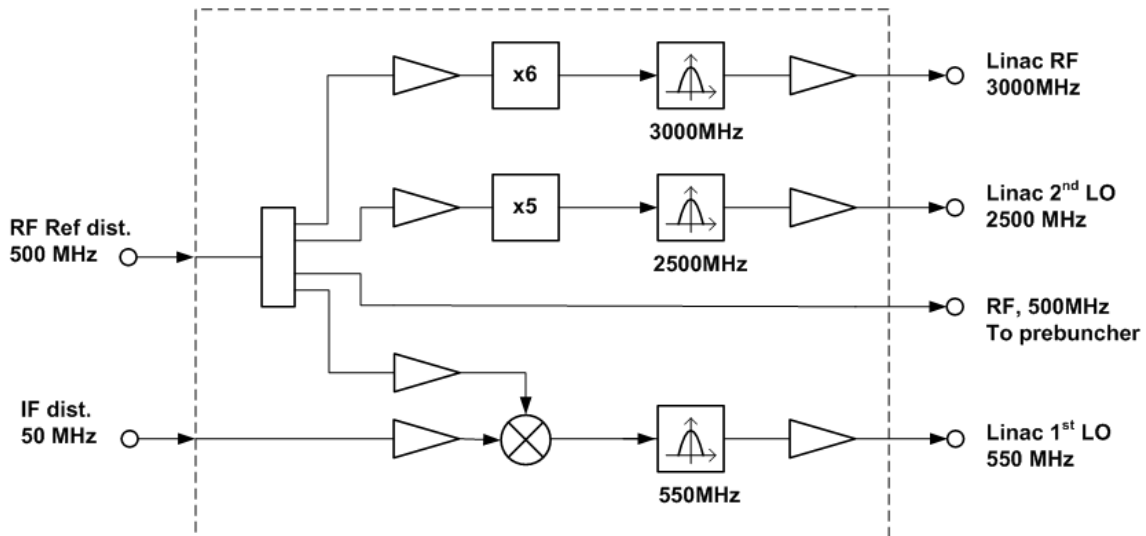 x6
3000MHz
Linac RF
3000MHz
x5
2500MHz
Linac 2nd LO
2500 MHz
RF Ref dist.
500 MHz
RF, 500MHz
To prebuncher
IF dist.
50 MHz
550MHz
Linac 1st LO
550 MHz